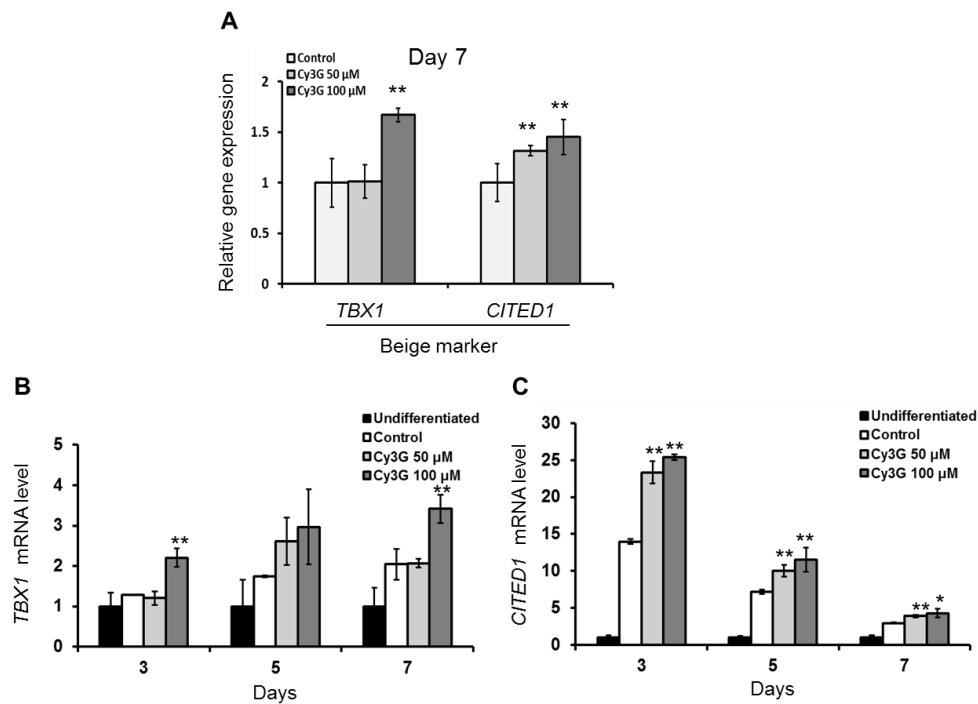 A
Day 7
Control
Cy3G 50 μM
Cy3G 100 μM
Relative gene expression
2
1.5
1
0.5
0
**
**
**
TBX1
CITED1
Beige marker
B
Undifferentiated
Control
Cy3G 50 μM
Cy3G 100 μM
TBX1 mRNA level
5
4
3
2
1
0
**
**
3
5
7
Days
C
Undifferentiated
Control
Cy3G 50 μM
Cy3G 100 μM
CITED1 mRNA level
30
25
20
15
10
5
0
** **
** **
** *
3
5
7
Days